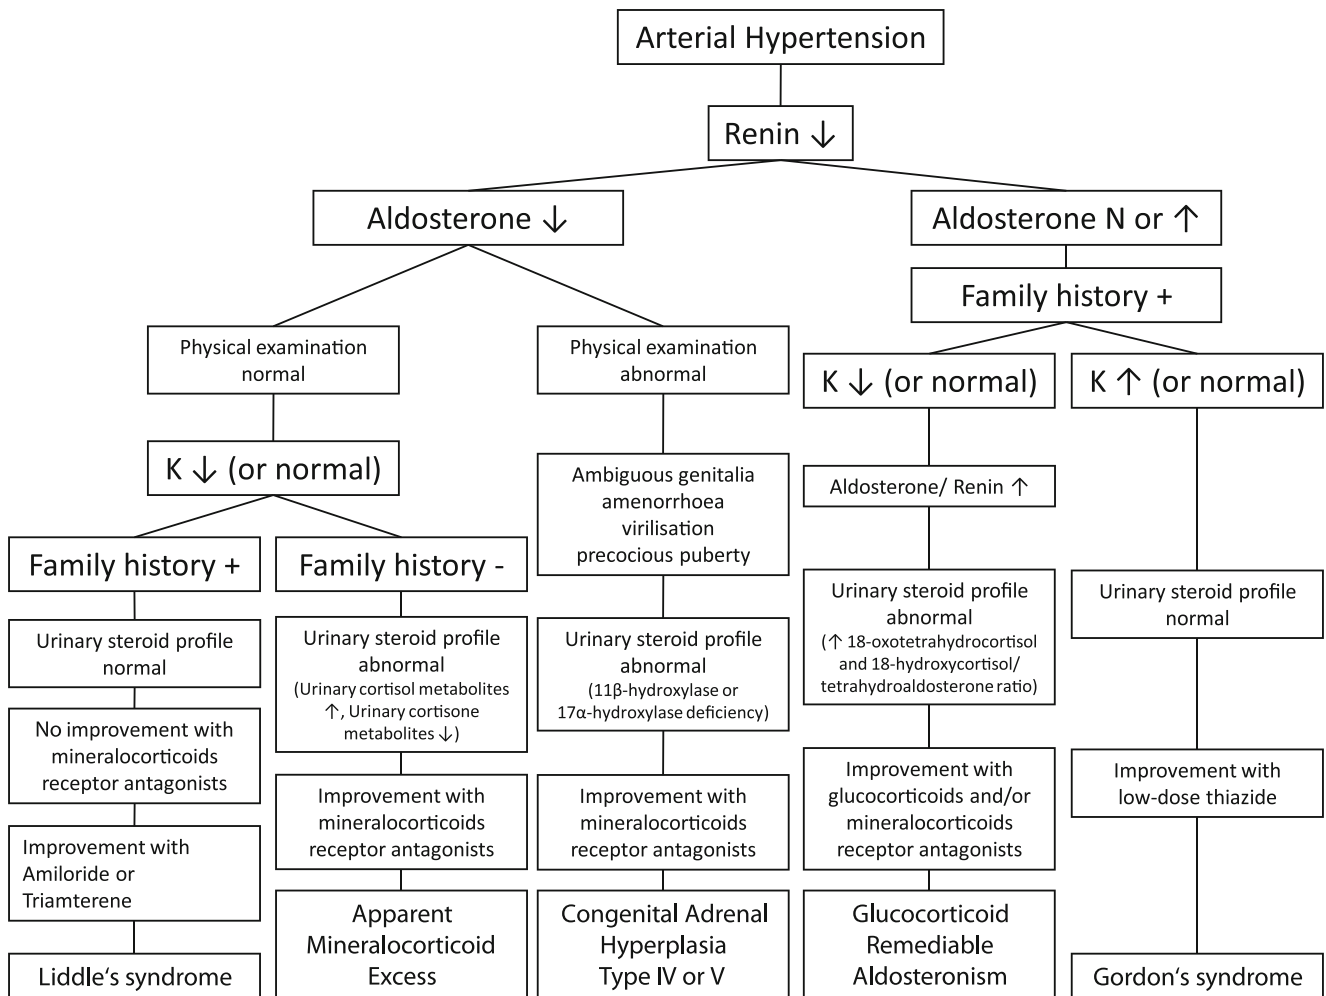 Arterial Hypertension
Renin ↓
Aldosterone ↓
Aldosterone N or ↑
Family history +
Physical examination
normal
Physical examination
abnormal
K ↓ (or normal)
K ↑ (or normal)
K ↓ (or normal)
Ambiguous genitalia
amenorrhoea
virilisation
precocious puberty
Aldosterone/ Renin ↑
Family history +
Family history -
Urinary steroid profile
normal
Urinary steroid profile
abnormal
(Urinary cortisol metabolites
↑, Urinary cortisone
metabolites ↓)
Urinary steroid profile
abnormal
(11β-hydroxylase or
17α-hydroxylase deficiency)
Urinary steroid profile
abnormal
(↑ 18-oxotetrahydrocortisol
and 18-hydroxycortisol/
tetrahydroaldosterone ratio)
Urinary steroid profile
normal
No improvement with
mineralocorticoids
receptor antagonists
Improvement with
mineralocorticoids
receptor antagonists
Improvement with
mineralocorticoids
receptor antagonists
Improvement with
glucocorticoids and/or
mineralocorticoids
receptor antagonists
Improvement with
low-dose thiazide
Improvement with
Amiloride or
Triamterene
Liddle's syndrome
Apparent
Mineralocorticoid
Excess
Congenital Adrenal
Hyperplasia
Type IV or V
Glucocorticoid
Remediable
Aldosteronism
Gordon's syndrome